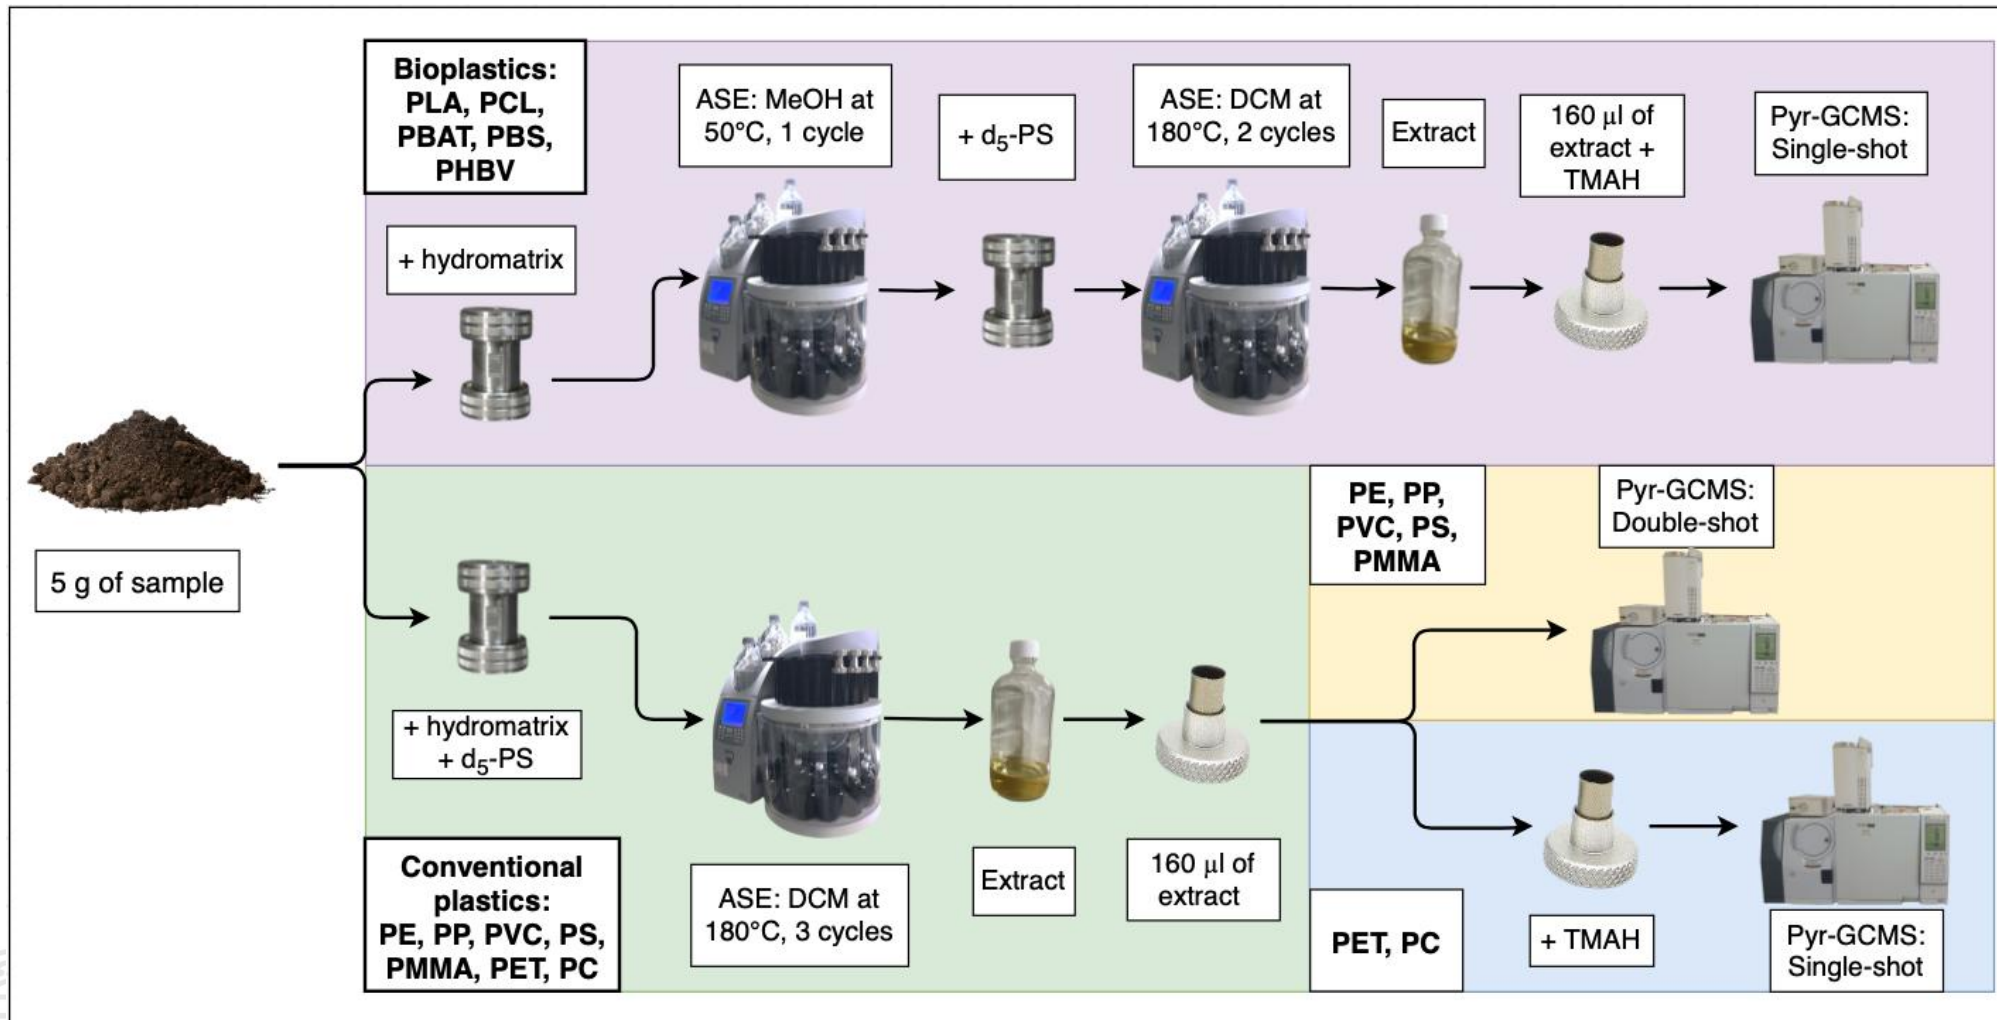 Bioplastics:
PLA, PCL,
PBAT, PBS,
PHBV
ASE: MeOH at
50°C, 1 cycle
+ d5-PS
ASE: DCM at
180°C, 2 cycles
Extract
160 µl of
extract +
TMAH
Pyr-GCMS:
Single-shot
+ hydromatrix
5 g of sample
+ hydromatrix
+ d5-PS
Conventional
plastics:
PE, PP, PVC, PS,
PMMA, PET, PC
ASE: DCM at
180°C, 3 cycles
Extract
160 µl of
extract
PE, PP,
PVC, PS,
PMMA
Pyr-GCMS:
Double-shot
PET, PC
+ TMAH
Pyr-GCMS:
Single-shot